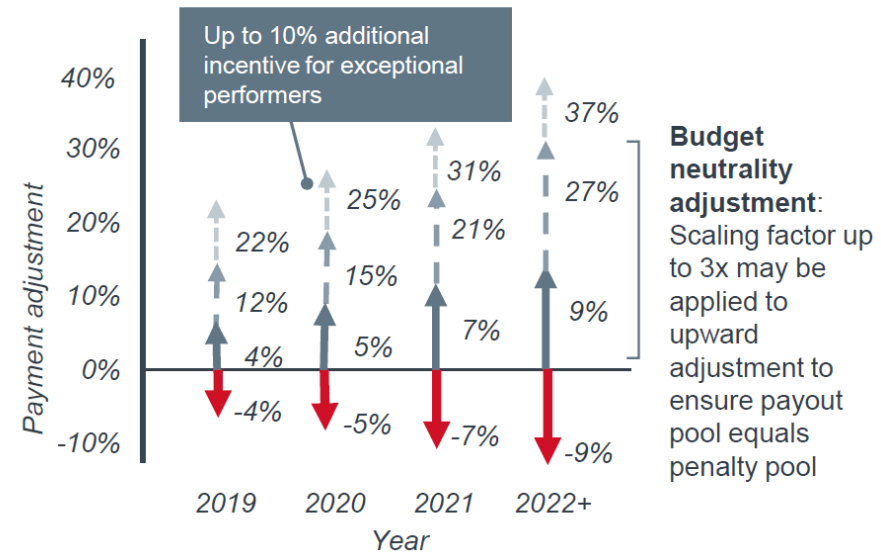 Up to 10% additional
incentive for exceptional
performers
Payment adjustment
40%
30%
20%
10%
0%
-10%
22%
12%
4%
-4%
25%
15%
5%
-5%
31%
21%
7%
-7%
37%
27%
9%
-9%
2019
2020
2021
2022+
Year
Budget
neutrality
adjustment:
Scaling factor up
to 3x may be
applied to
upward
adjustment to
ensure payout
pool equals
penalty pool